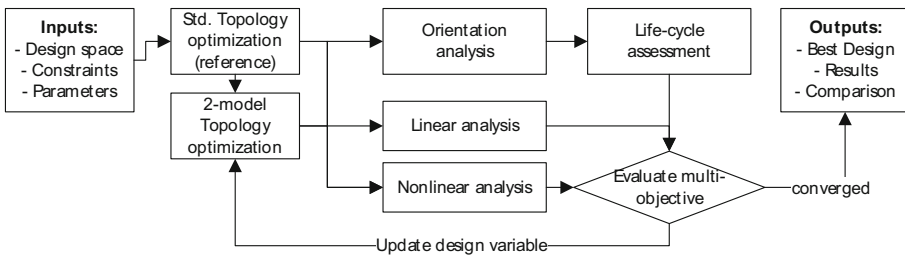 Inputs:
- Design space
- Constraints
- Parameters
Std. Topology
optimization
(reference)
2-model
Topology
optimization
Orientation
analysis
Linear analysis
Nonlinear analysis
Life-cycle
assessment
Evaluate multi-
objective
Update design variable
converged
Outputs:
- Best Design
- Results
- Comparison